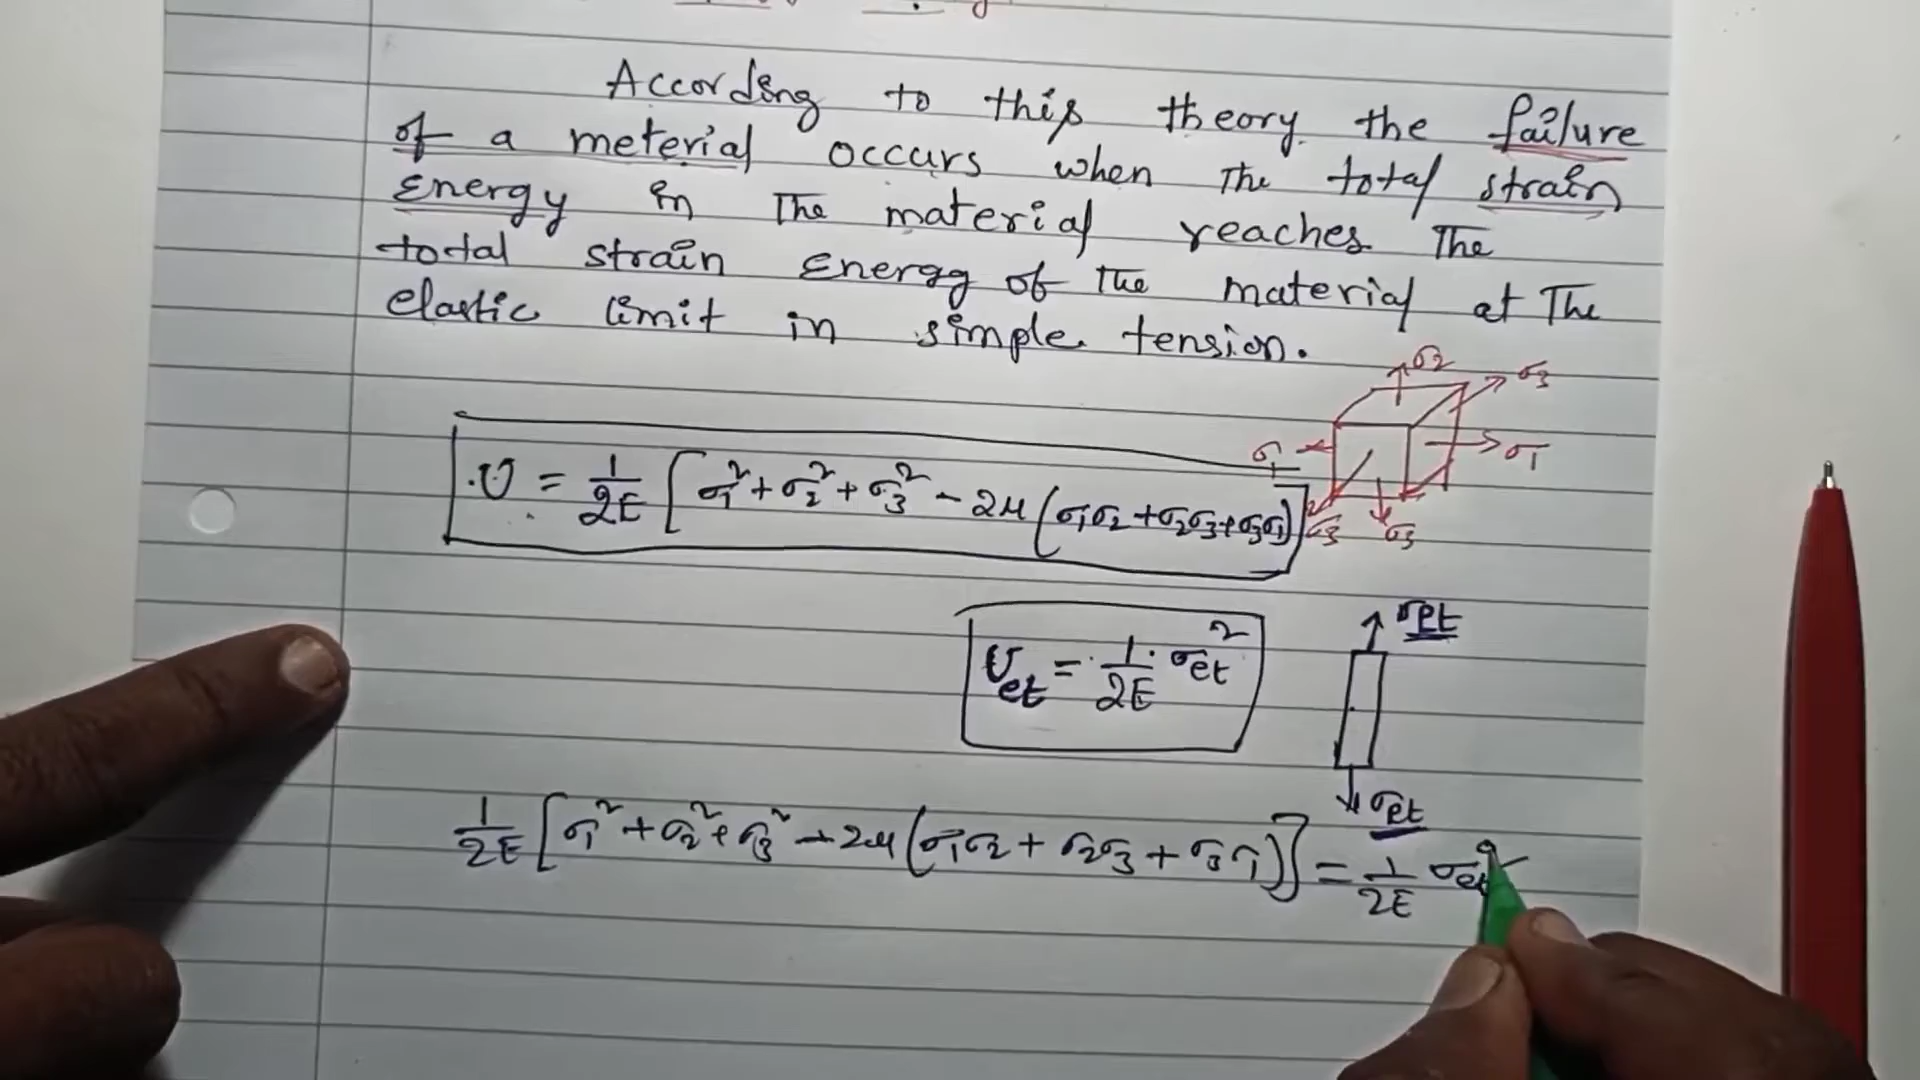 According to this theory. the failure
of a meterial occurs when The total strain
Energy in The material reaches The
total strain Energy of The material at The
elastic limit in simple tension.
σ2
σ3
σ1 σ1
σ3 σ3
U = 1/2E [σ1² + σ2² + σ3² - 2μ (σ1σ2 + σ2σ3 + σ3σ1)]
σet
Uet = 1/2E . σet²
σet
1/2E [σ1² + σ2² + σ3² - 2μ (σ1σ2 + σ2σ3 + σ3σ1)] = 1/2E σet²